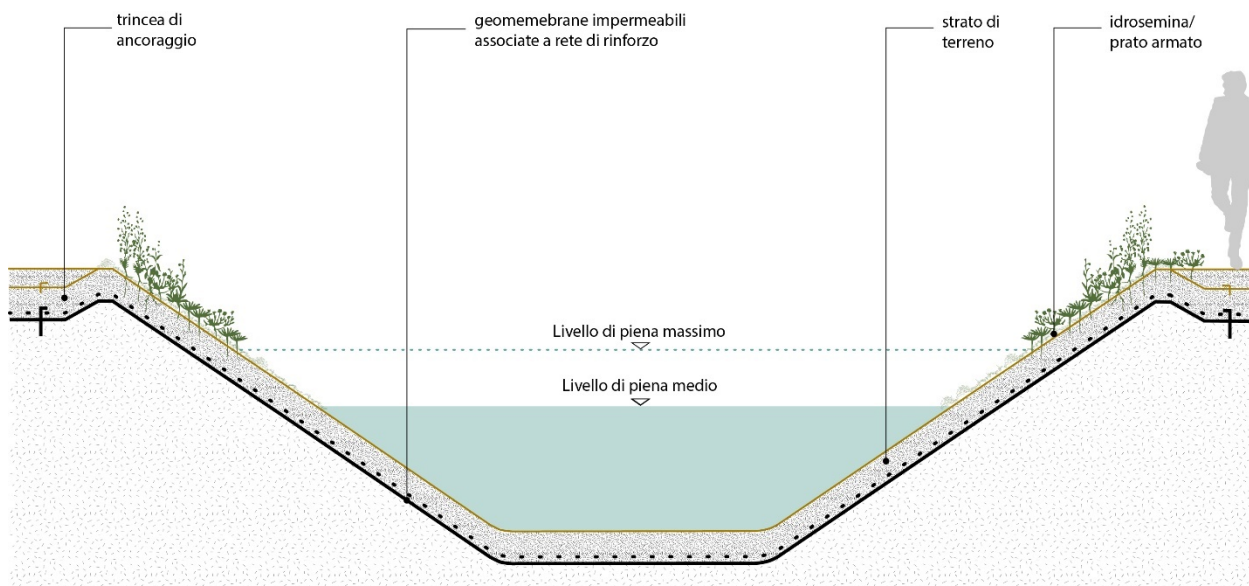 trincea di
ancoraggio
geomemebrane impermeabili
associate a rete di rinforzo
strato di
terreno
idrosemina/
prato armato
Livello di piena massimo
Livello di piena medio